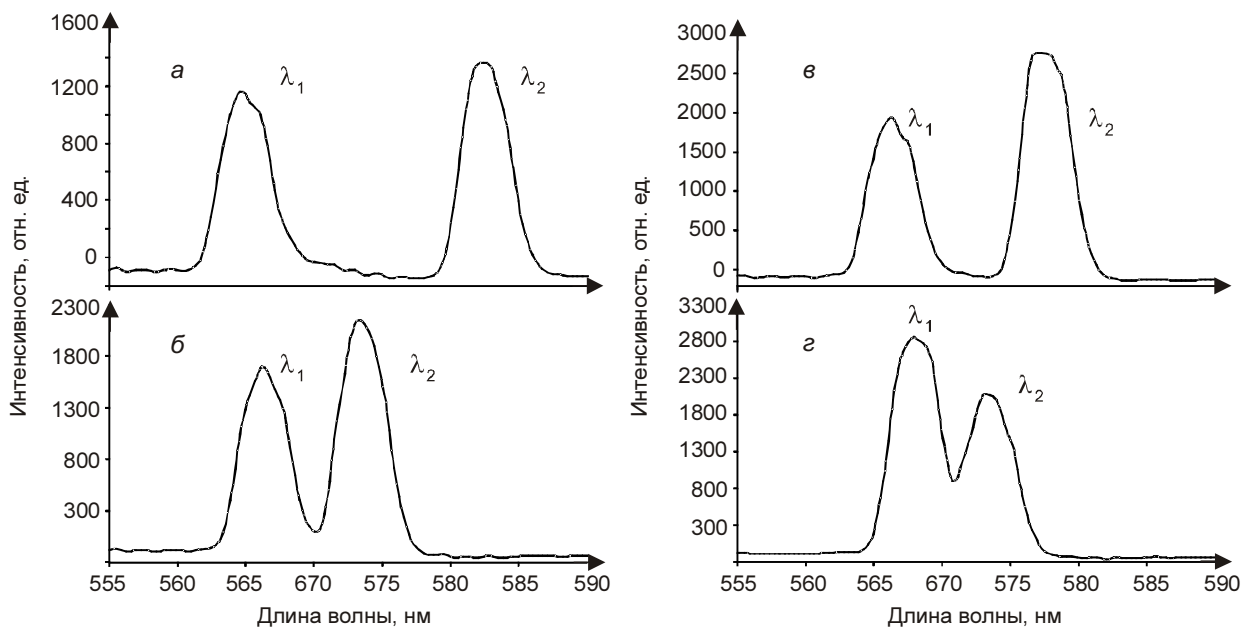 1600
1200
800
400
0
а
λ1
λ2
2300
1800
1300
800
300
б
λ1
λ2
555 560 565 570 575 580 585 590
Длина волны, нм
Интенсивность, отн. ед.
3000
2500
2000
1500
1000
500
0
в
λ1
λ2
3300
2800
2300
1800
1300
800
300
г
λ1
λ2
555 560 565 570 575 580 585 590
Длина волны, нм
Интенсивность, отн. ед.